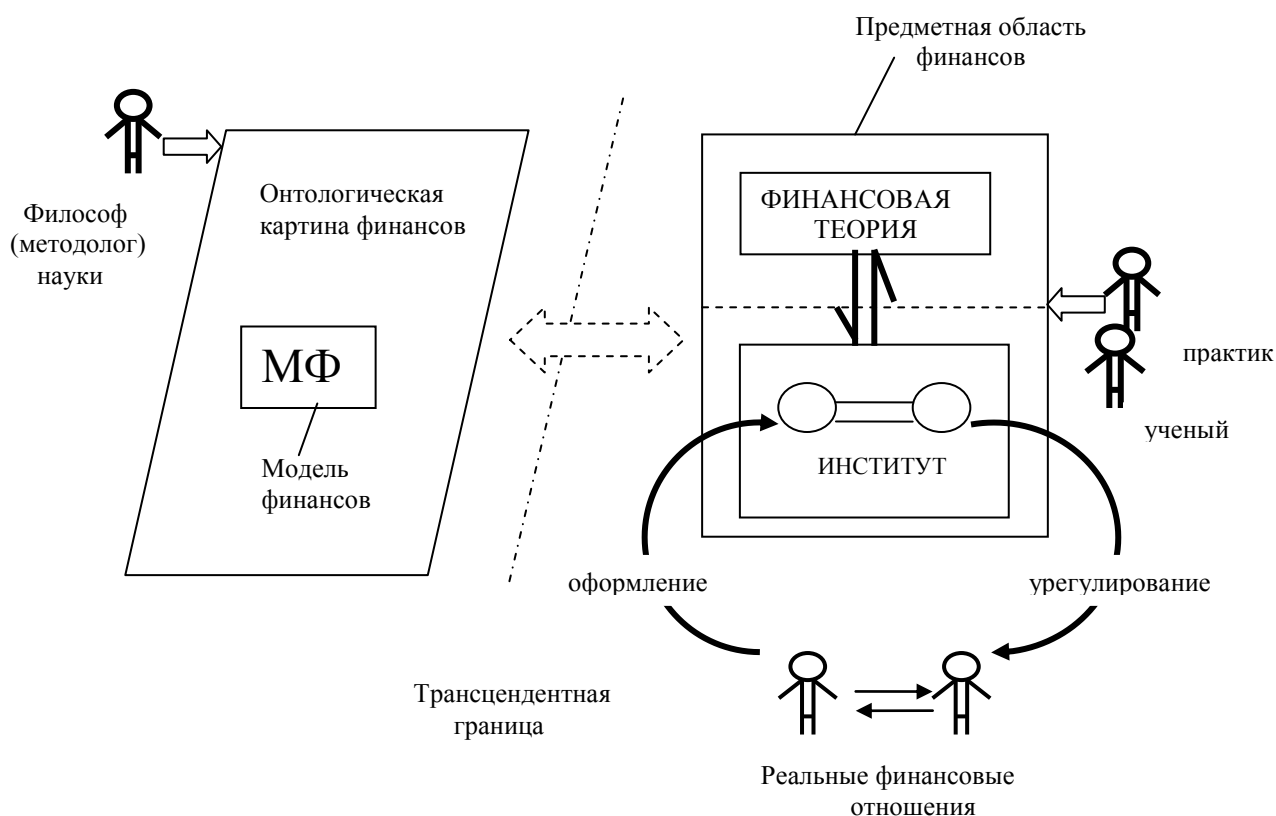 Предметная область
финансов
Философ
(методолог)
науки
Онтологическая
картина финансов
МФ
Модель
финансов
ФИНАНСОВАЯ
ТЕОРИЯ
практик
ученый
ИНСТИТУТ
оформление
урегулирование
Трансцендентная
граница
Реальные финансовые
отношения